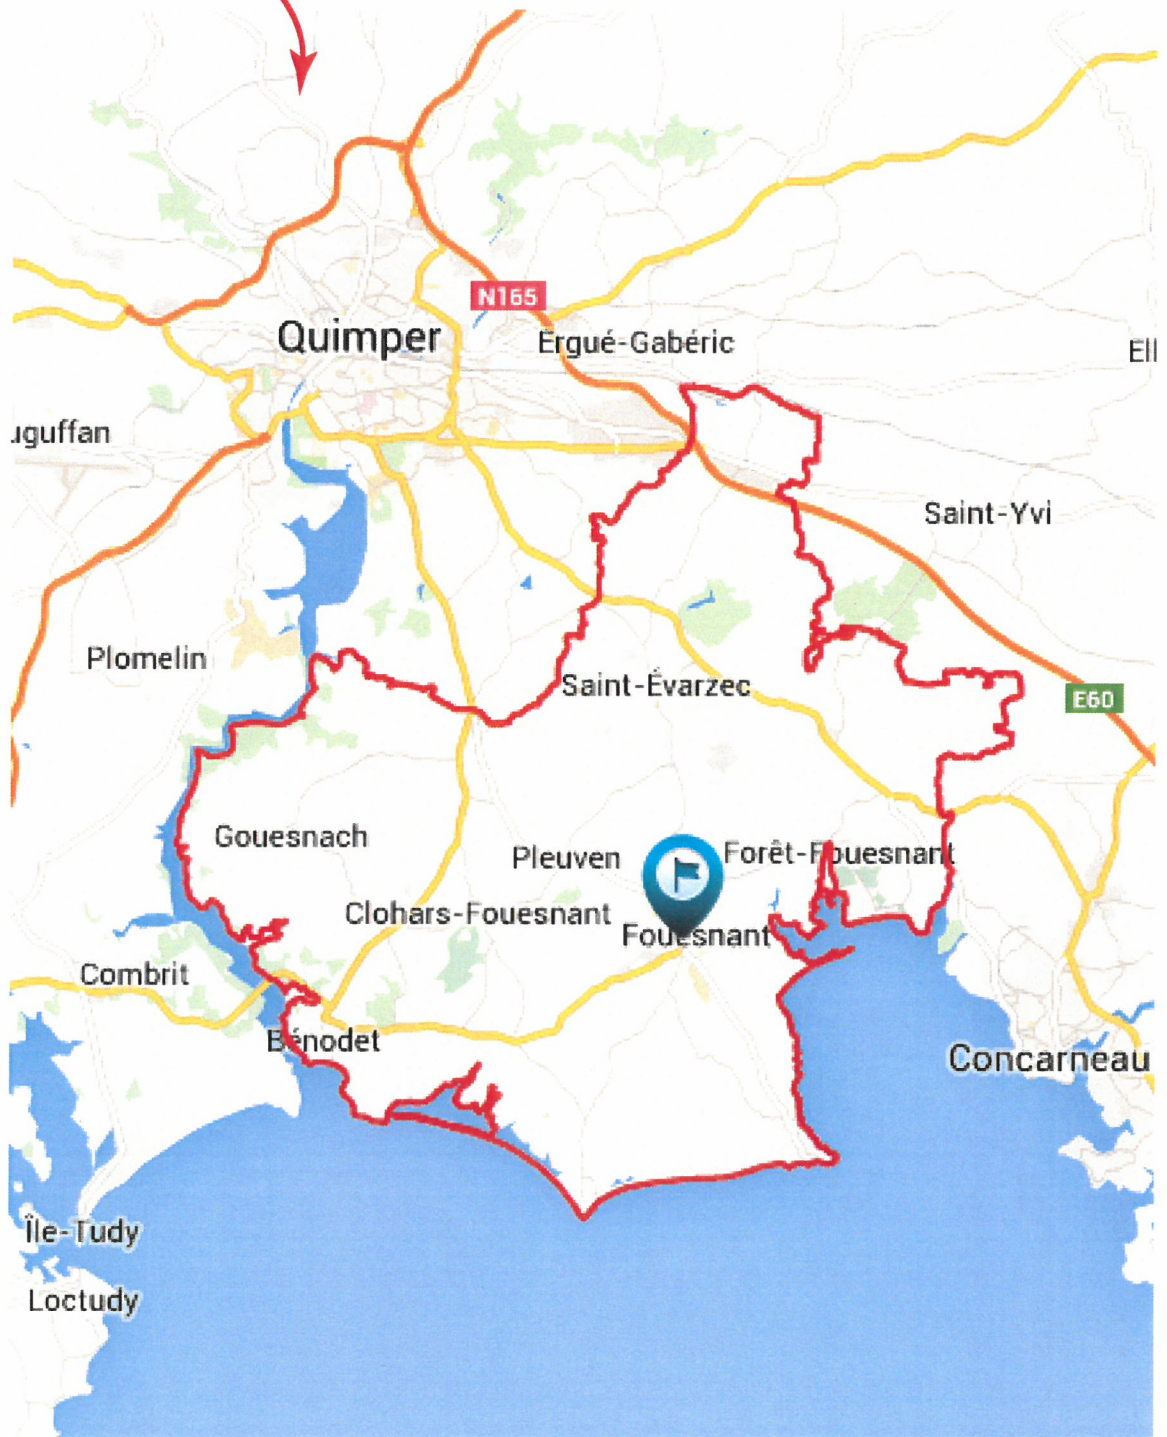 N165
Quimper
Ergué-Gabéric
Ell
uguffan
Saint-Yvi
Plomelin
Saint-Évarzec
E60
Gouesnach
Pleuven
Forêt-Fouesnant
Clohars-Fouesnant
Fouesnant
Combrit
Bénodet
Concarneau
Île-Tudy
Loctudy